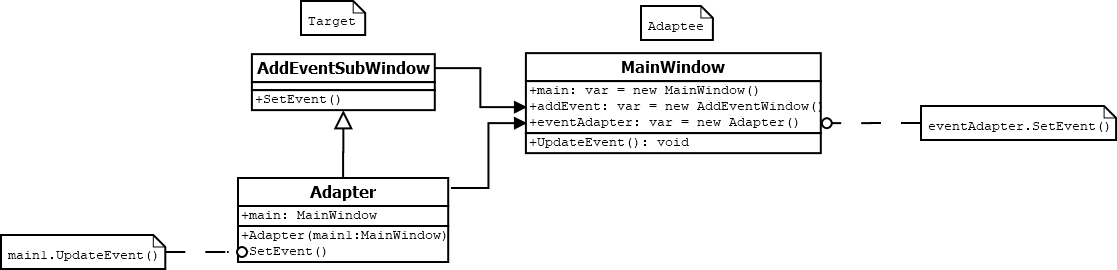 Target
Adaptee
AddEventSubWindow
+SetEvent()
MainWindow
+main: var = new MainWindow()
+addEvent: var = new AddEventWindow()
+eventAdapter: var = new Adapter()
+UpdateEvent(): void
eventAdapter.SetEvent()
Adapter
+main: MainWindow
+Adapter(main1:MainWindow)
SetEvent()
main1.UpdateEvent()